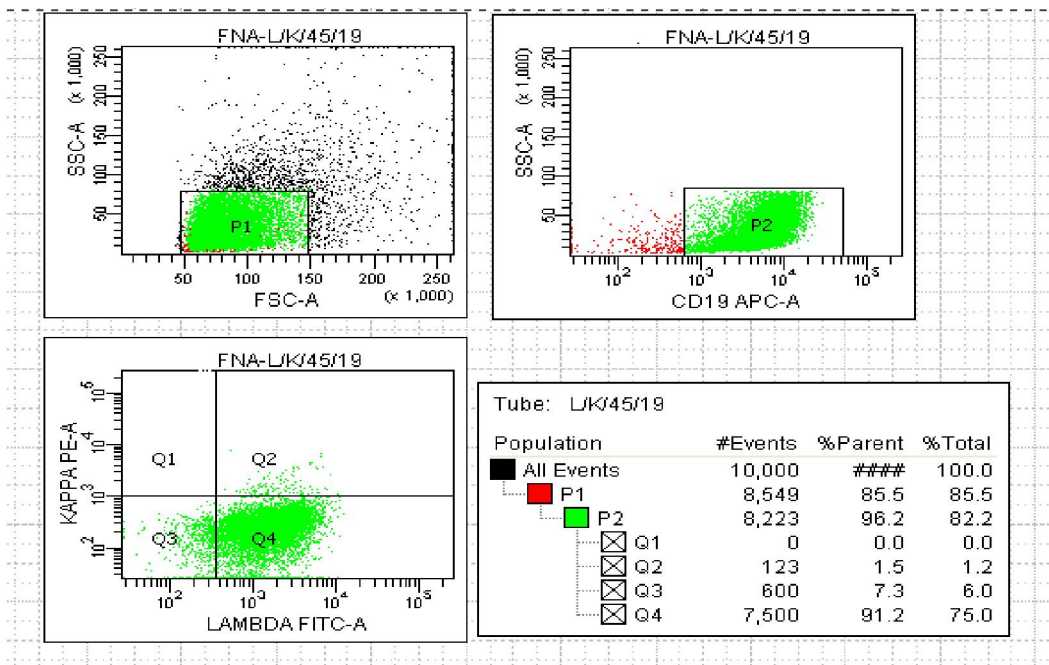 FNA-L/K/45/19
SSC-A (x 1,000)
250
200
150
100
50
P1
50 100 150 200 250
FSC-A (x 1,000)
FNA-L/K/45/19
SSC-A (x 1,000)
250
200
150
100
50
P2
10² 10³ 10⁴ 10⁵
CD19 APC-A
FNA-L/K/45/19
KAPPA PE-A
10⁵
10⁴
10³
10²
Q1 Q2
Q3 Q4
10² 10³ 10⁴ 10⁵
LAMBDA FITC-A
Tube: L/K/45/19
Population #Events %Parent %Total
All Events 10,000 #### 100.0
P1 8,549 85.5 85.5
P2 8,223 96.2 82.2
Q1 0 0.0 0.0
Q2 123 1.5 1.2
Q3 600 7.3 6.0
Q4 7,500 91.2 75.0